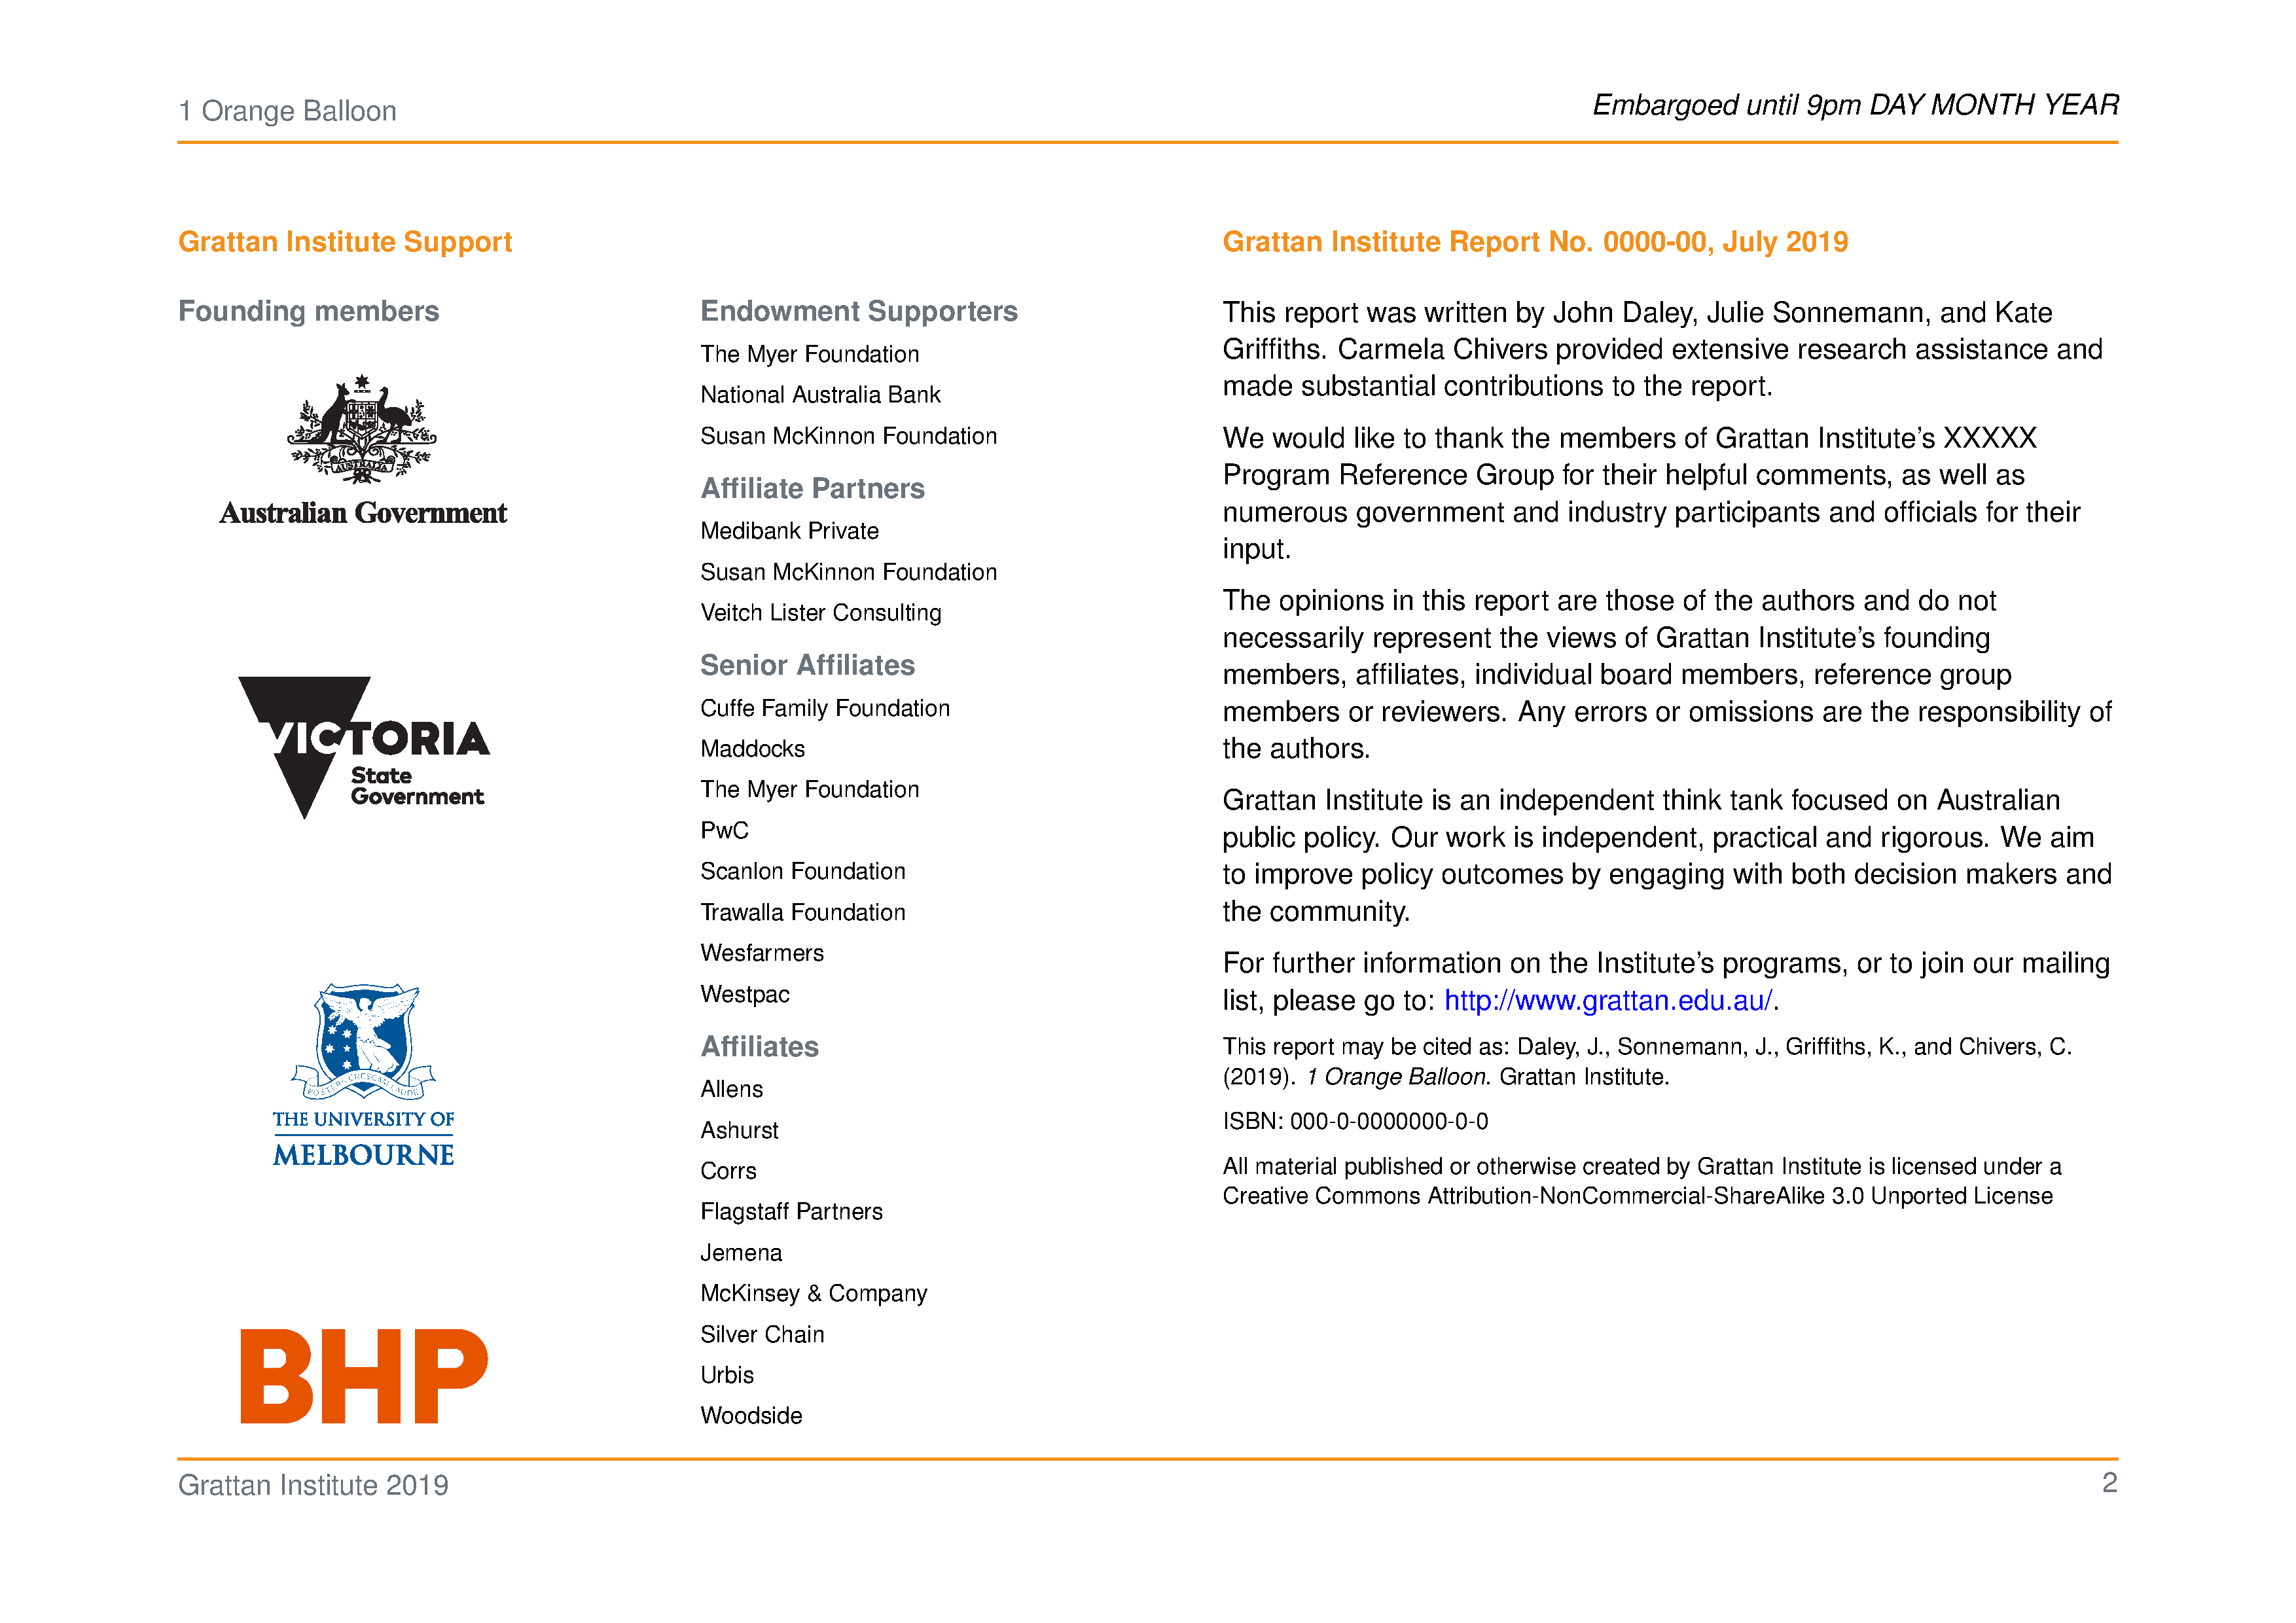 1 Orange Balloon
Embargoed until 9pm DAY MONTH YEAR
Grattan Institute Support
Founding members
AUSTRALIA
Australian Government
VICTORIA
State
Government
POSTERA CRESCAM LAUDE
THE UNIVERSITY OF
MELBOURNE
BHP
Endowment Supporters
The Myer Foundation
National Australia Bank
Susan McKinnon Foundation
Affiliate Partners
Medibank Private
Susan McKinnon Foundation
Veitch Lister Consulting
Senior Affiliates
Cuffe Family Foundation
Maddocks
The Myer Foundation
PwC
Scanlon Foundation
Trawalla Foundation
Wesfarmers
Westpac
Affiliates
Allens
Ashurst
Corrs
Flagstaff Partners
Jemena
McKinsey & Company
Silver Chain
Urbis
Woodside
Grattan Institute Report No. 0000-00, July 2019
This report was written by John Daley, Julie Sonnemann, and Kate
Griffiths. Carmela Chivers provided extensive research assistance and
made substantial contributions to the report.
We would like to thank the members of Grattan Institute’s XXXXX
Program Reference Group for their helpful comments, as well as
numerous government and industry participants and officials for their
input.
The opinions in this report are those of the authors and do not
necessarily represent the views of Grattan Institute’s founding
members, affiliates, individual board members, reference group
members or reviewers. Any errors or omissions are the responsibility of
the authors.
Grattan Institute is an independent think tank focused on Australian
public policy. Our work is independent, practical and rigorous. We aim
to improve policy outcomes by engaging with both decision makers and
the community.
For further information on the Institute’s programs, or to join our mailing
list, please go to: http://www.grattan.edu.au/.
This report may be cited as: Daley, J., Sonnemann, J., Griffiths, K., and Chivers, C.
(2019). 1 Orange Balloon. Grattan Institute.
ISBN: 000-0-0000000-0-0
All material published or otherwise created by Grattan Institute is licensed under a
Creative Commons Attribution-NonCommercial-ShareAlike 3.0 Unported License
Grattan Institute 2019
2